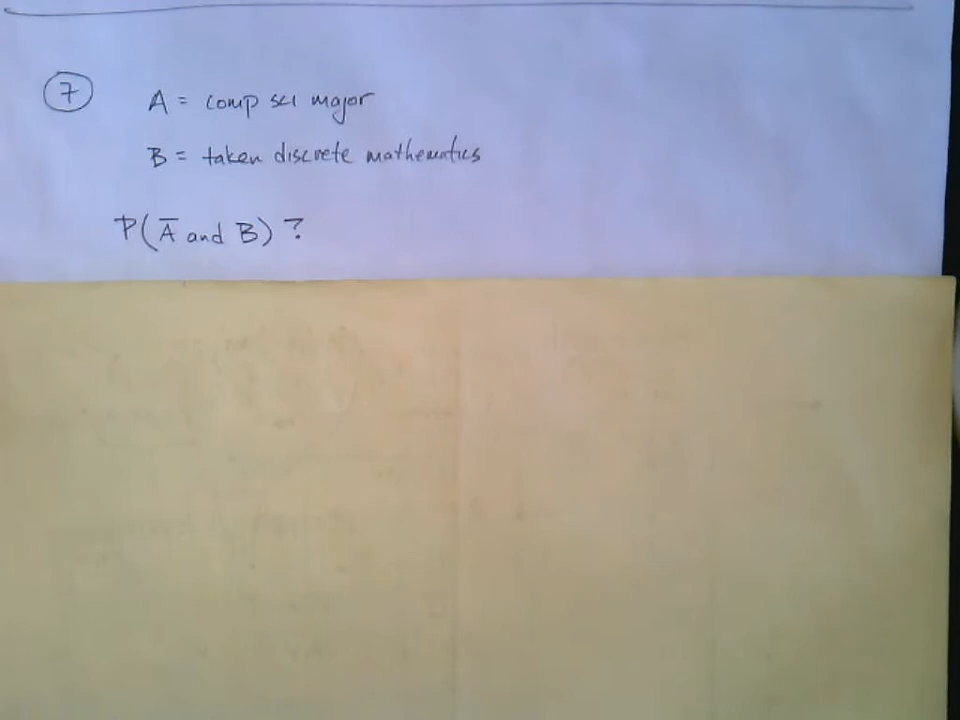 7 A = comp sci major
B = taken discrete mathematics
P(A̅ and B) ?